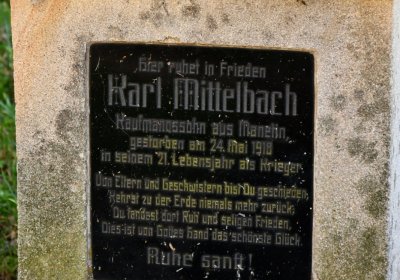 Hier ruhet in Frieden
Karl Mittelbach
Kaufmannssohn aus Manzlin,
gestorben am 24. Mai 1918
in seinem 21. Lebensjahr als Krieger.
Von Eltern und Geschwistern bist Du geschieden,
Kehrst zu der Erde niemals mehr zurück;
Du fandest dort Ruh und seligen Frieden,
Dies ist von Gottes Hand das schönste Glück.
Ruhe sanft!